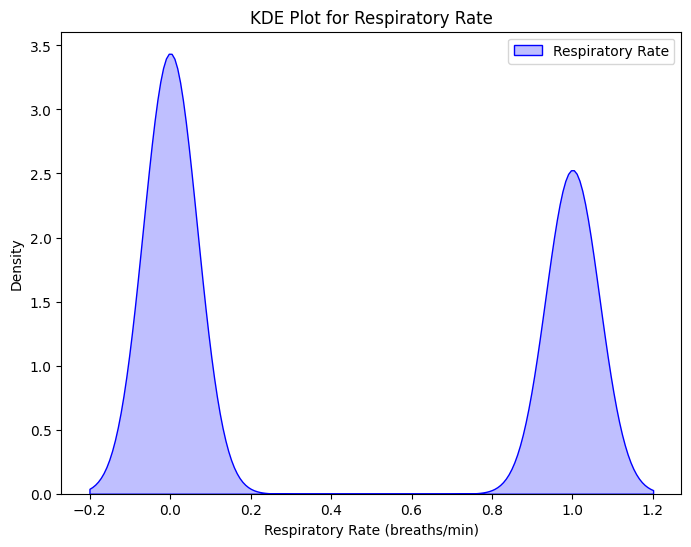 KDE Plot for Respiratory Rate
Respiratory Rate
3.5
3.0
2.5
2.0
1.5
1.0
0.5
0.0
Density
−0.2 0.0 0.2 0.4 0.6 0.8 1.0 1.2
Respiratory Rate (breaths/min)